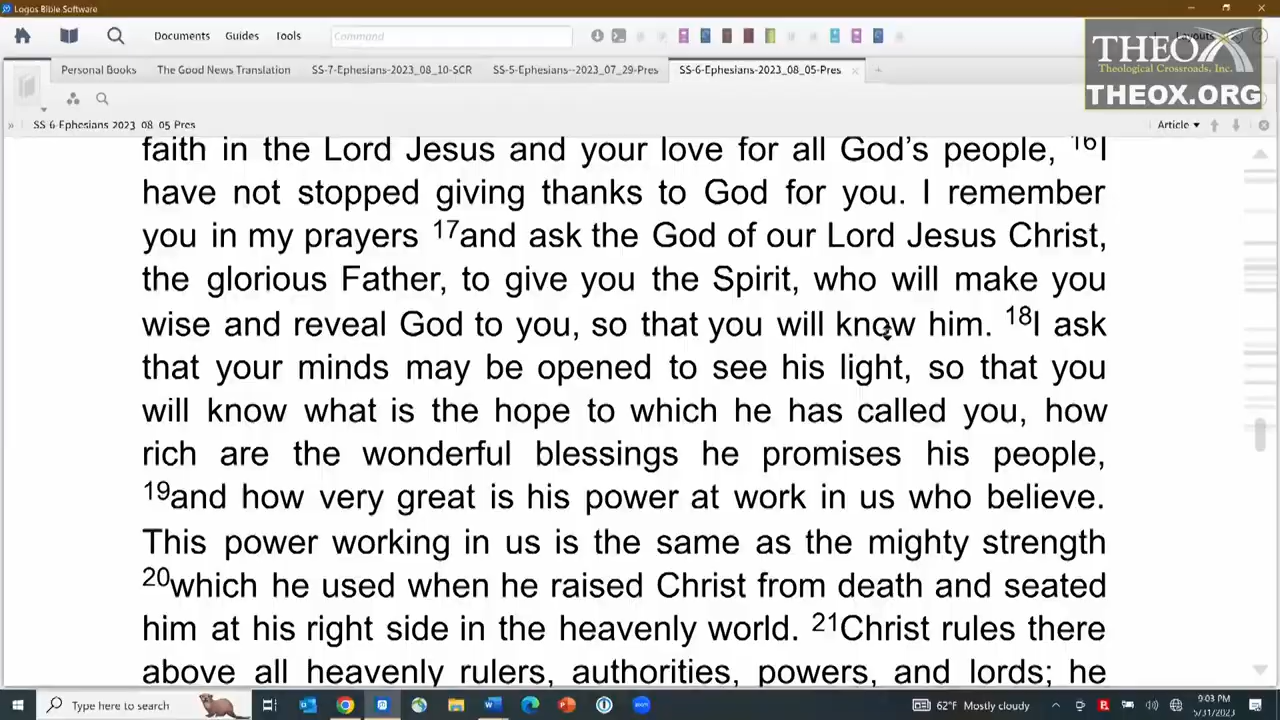 Logos Bible Software
Documents Guides Tools Command Layouts
THEOX
Theological Crossroads, Inc.
THEOX.ORG
Personal Books The Good News Translation SS-7-Ephesians-2023_0 SS-5-Ephesians--2023_07_29-Pres SS-6-Ephesians-2023_08_05-Pres
SS-6-Ephesians-2023_08_05-Pres Article
faith in the Lord Jesus and your love for all God's people, 16I
have not stopped giving thanks to God for you. I remember
you in my prayers 17and ask the God of our Lord Jesus Christ,
the glorious Father, to give you the Spirit, who will make you
wise and reveal God to you, so that you will know him. 18I ask
that your minds may be opened to see his light, so that you
will know what is the hope to which he has called you, how
rich are the wonderful blessings he promises his people,
19and how very great is his power at work in us who believe.
This power working in us is the same as the mighty strength
20which he used when he raised Christ from death and seated
him at his right side in the heavenly world. 21Christ rules there
above all heavenly rulers, authorities, powers, and lords; he
Type here to search 62°F Mostly cloudy 9:03 PM
5/31/2023